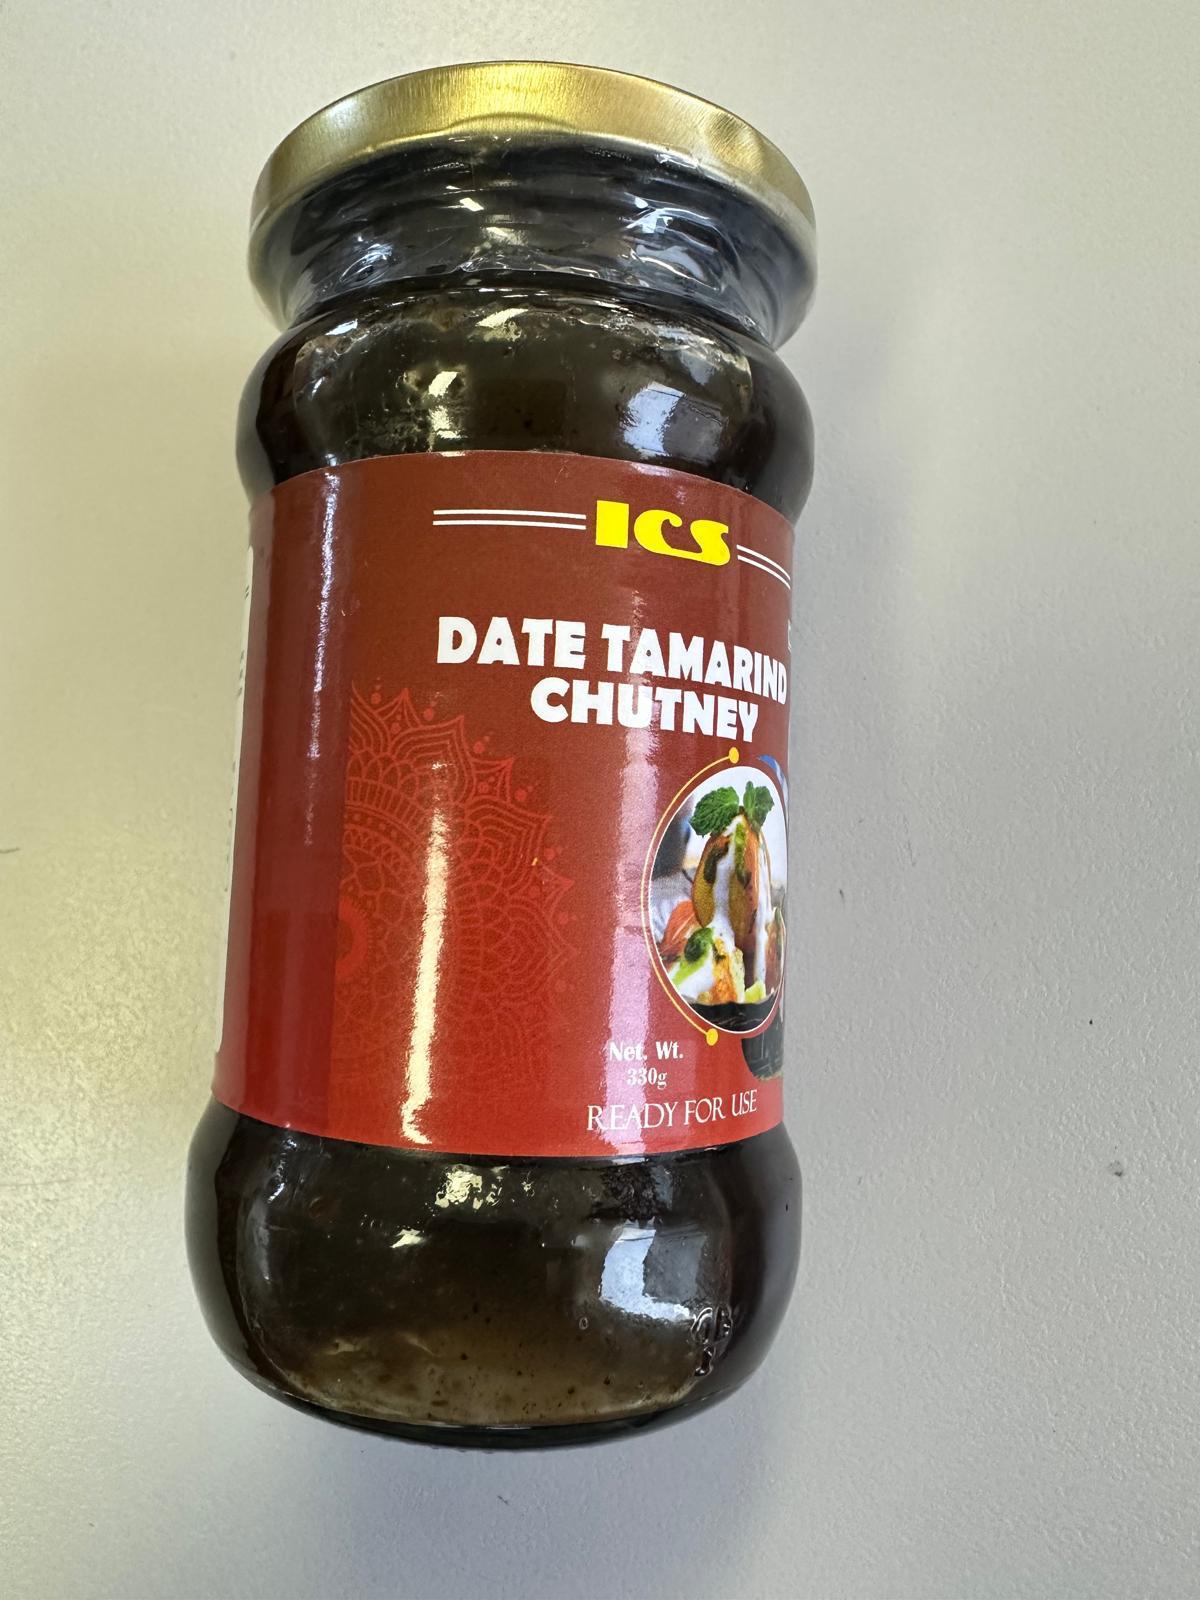 ICS
DATE TAMARIND
CHUTNEY
Net. Wt.
330g
READY FOR USE